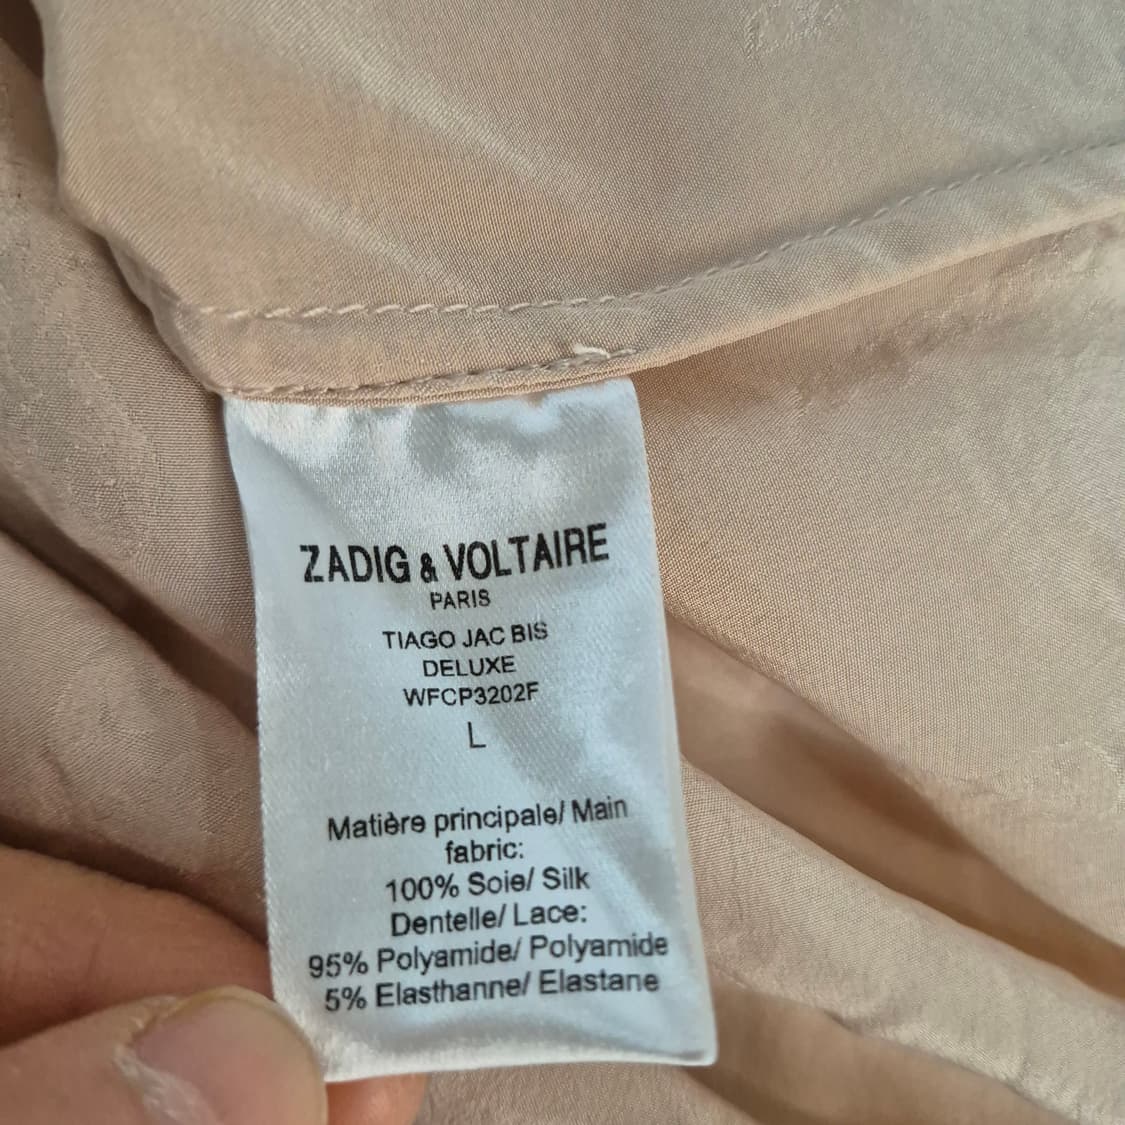 ZADIG & VOLTAIRE
PARIS
TIAGO JAC BIS
DELUXE
WFCP3202F
L
Matière principale/ Main
fabric:
100% Soie/ Silk
Dentelle/ Lace:
95% Polyamide/ Polyamide
5% Elasthanne/ Elastane